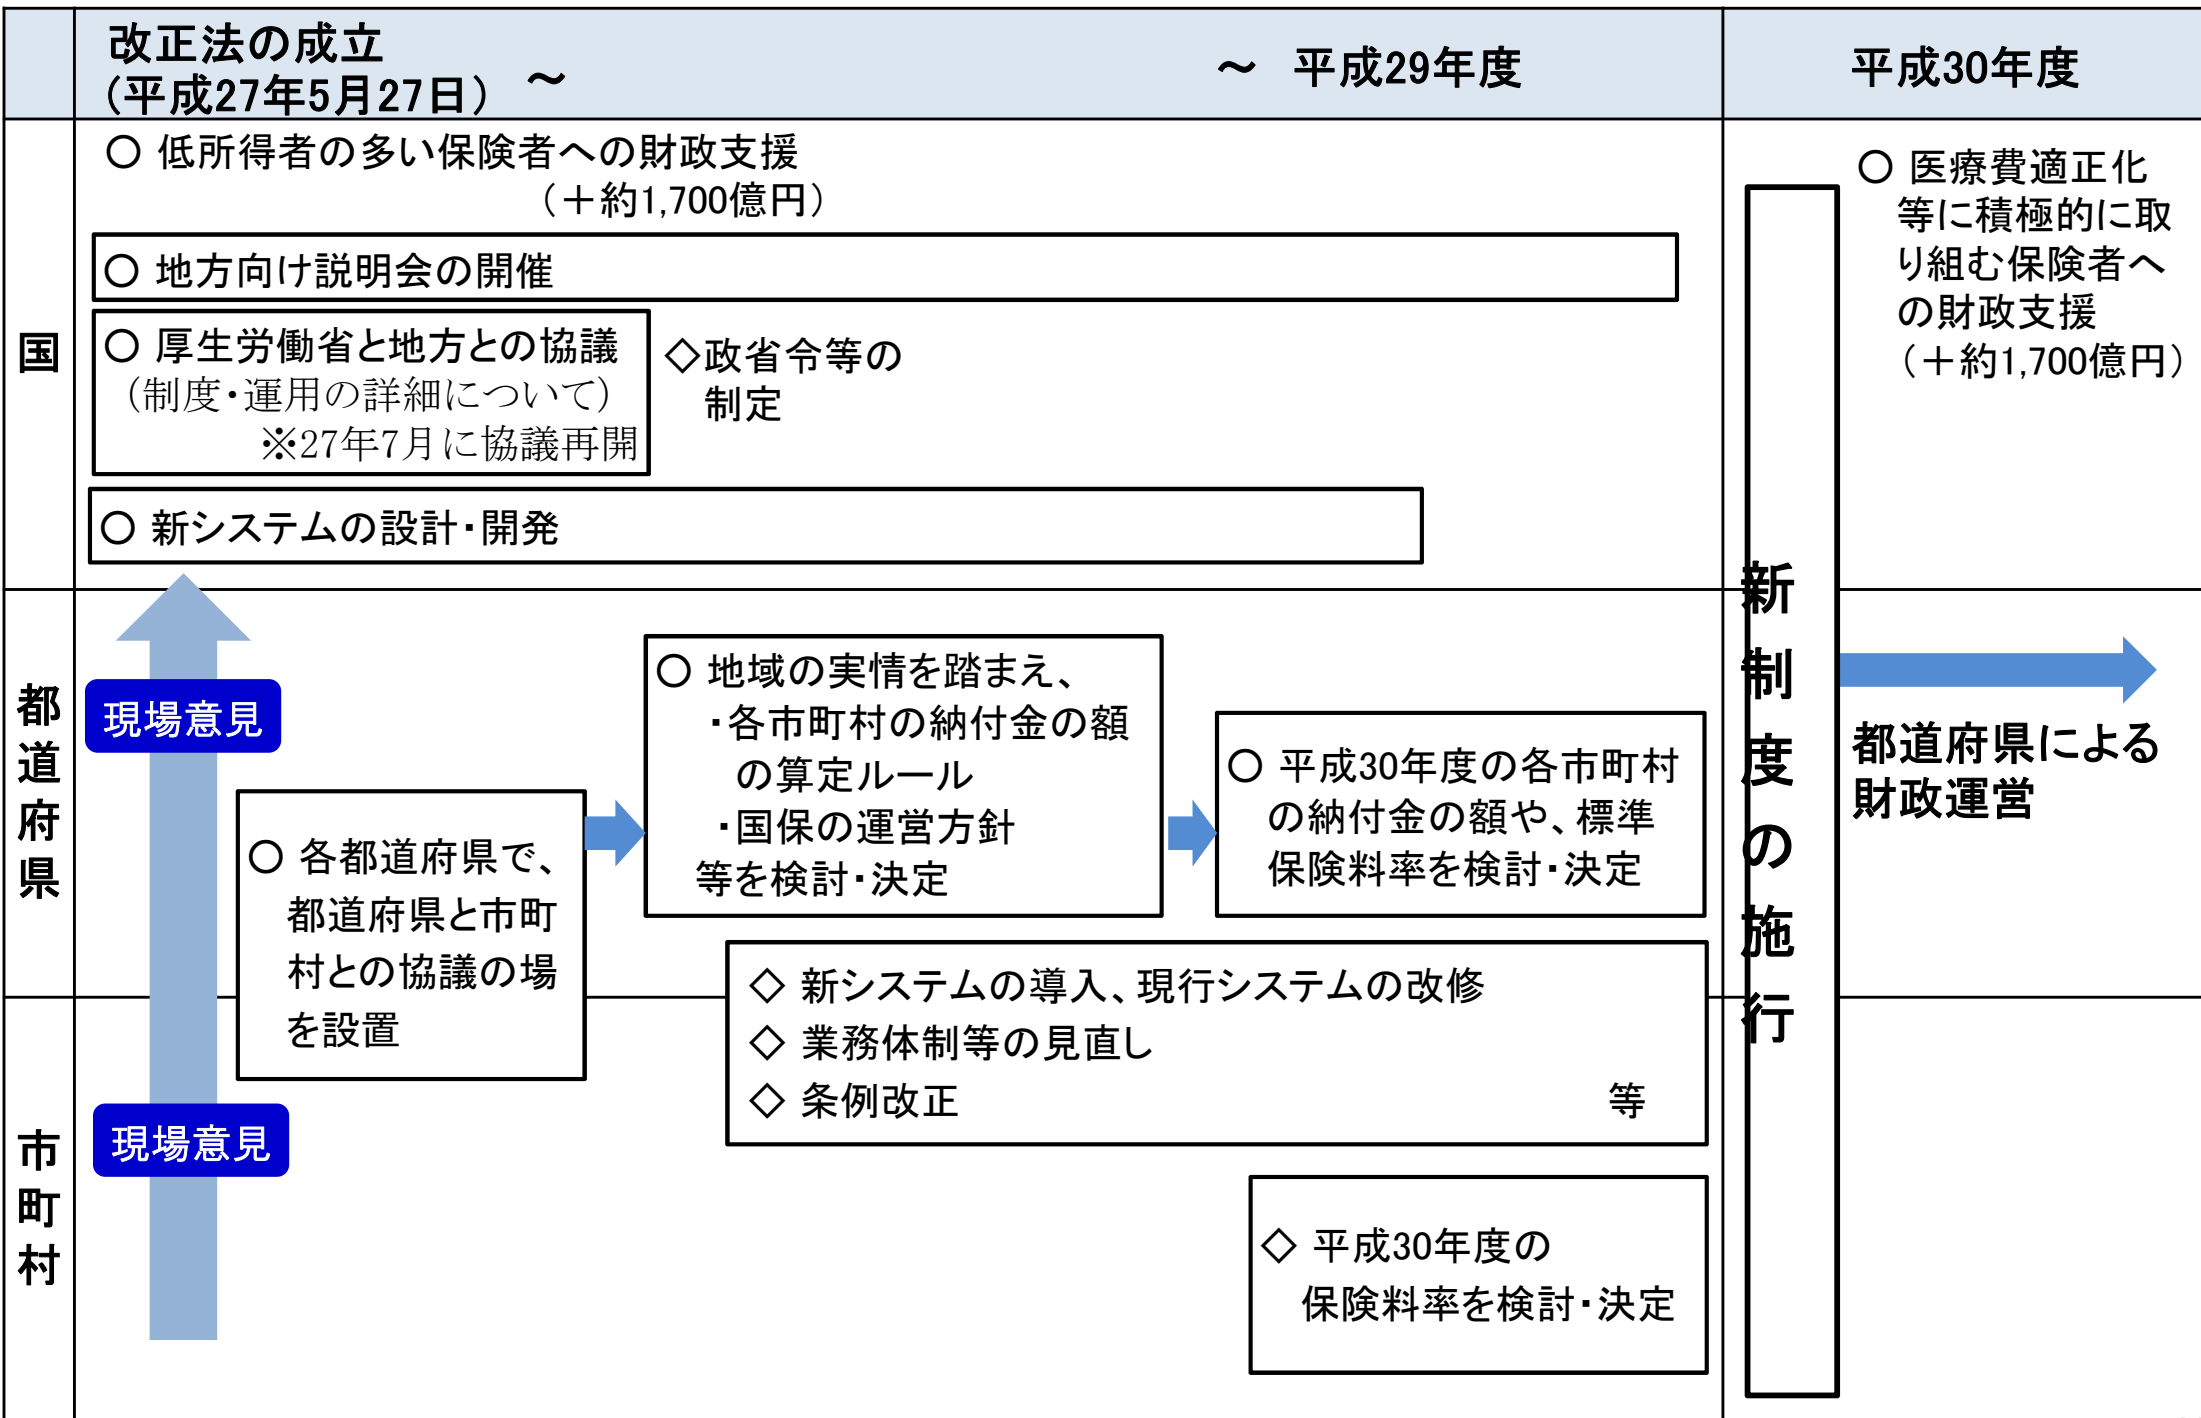 改正法の成立
(平成27年5月27日) ～
～ 平成29年度
平成30年度
国
○ 低所得者の多い保険者への財政支援
（＋約1,700億円）
○ 地方向け説明会の開催
○ 厚生労働省と地方との協議
（制度・運用の詳細について）
※27年7月に協議再開
◇政省令等の
制定
○ 新システムの設計・開発
○ 医療費適正化
等に積極的に取
り組む保険者へ
の財政支援
（＋約1,700億円）
新制度の施行
都道府県
現場意見
○ 各都道府県で、
都道府県と市町
村との協議の場
を設置
○ 地域の実情を踏まえ、
・各市町村の納付金の額
の算定ルール
・国保の運営方針
等を検討・決定
○ 平成30年度の各市町村
の納付金の額や、標準
保険料率を検討・決定
都道府県による
財政運営
◇ 新システムの導入、現行システムの改修
◇ 業務体制等の見直し
◇ 条例改正 等
市町村
現場意見
◇ 平成30年度の
保険料率を検討・決定